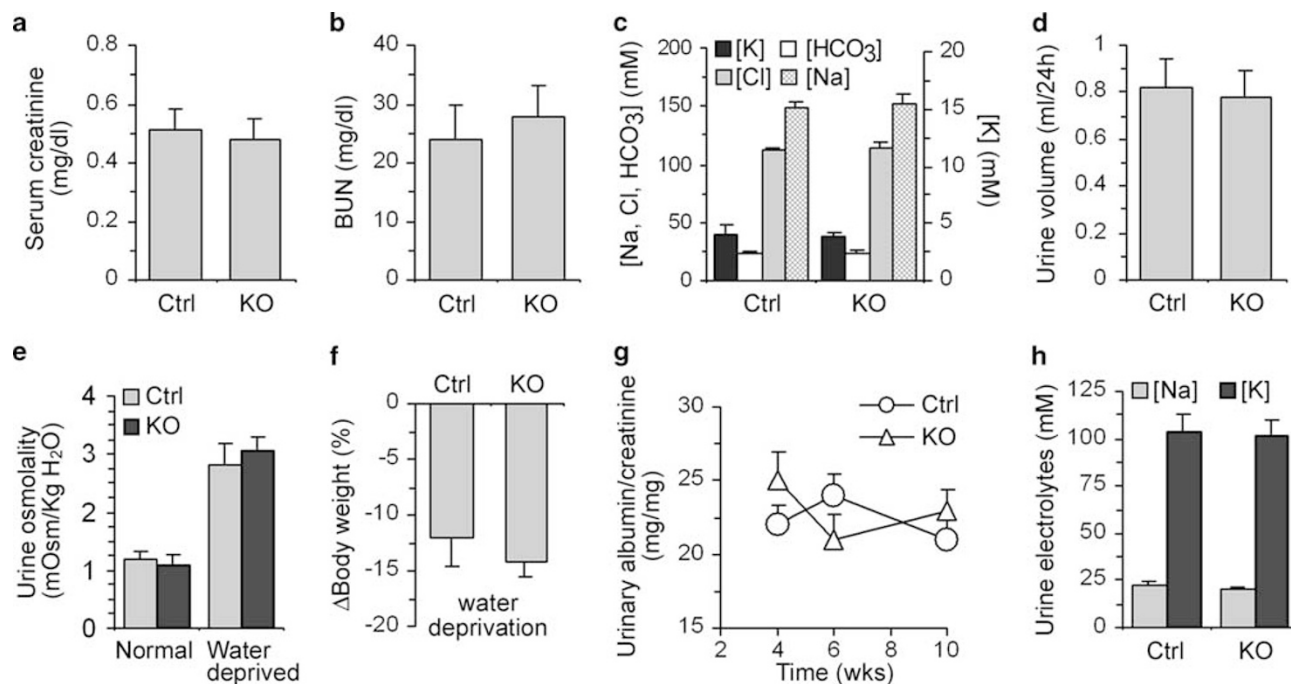 a
Serum creatinine
(mg/dl)
0.8
0.6
0.4
0.2
0
Ctrl KO
b
BUN (mg/dl)
40
30
20
10
0
Ctrl KO
c
[Na, Cl, HCO₃] (mM)
200
150
100
50
0
[K] [HCO₃]
[Cl] [Na]
20
15
10
5
0
[K] (mM)
Ctrl KO
d
Urine volume (ml/24h)
1
0.8
0.6
0.4
0.2
0
Ctrl KO
e
Urine osmolality
(mOsm/Kg H₂O)
4
3
2
1
0
Ctrl
KO
Normal Water
deprived
f
ΔBody weight (%)
Ctrl KO
0
-5
-10
-15
-20
water
deprivation
g
Urinary albumin/creatinine
(mg/mg)
30
25
20
15
Ctrl
KO
2 4 6 8 10
Time (wks)
h
Urine electrolytes (mM)
125
100
75
50
25
0
[Na] [K]
Ctrl KO